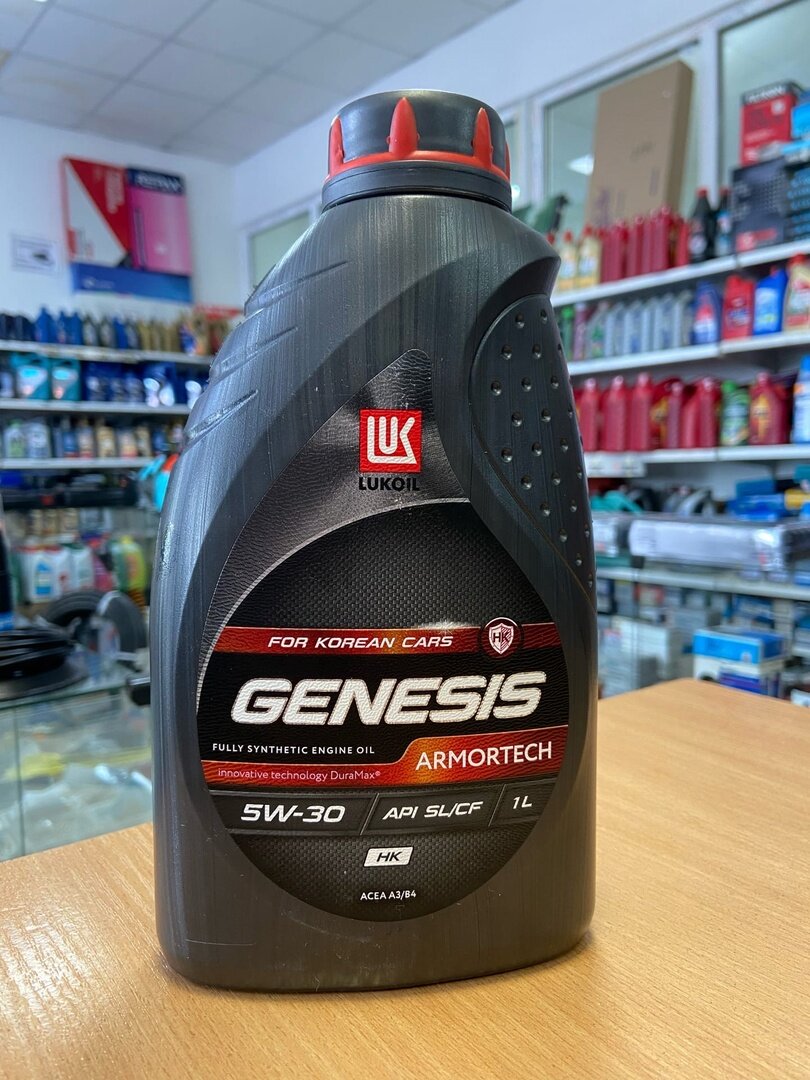 LUK
LUKOIL
FOR KOREAN CARS
HK
GENESIS
FULLY SYNTHETIC ENGINE OIL
ARMORTECH
innovative technology DuraMax®
5W-30
API SL/CF
1L
HK
ACEA A3/B4